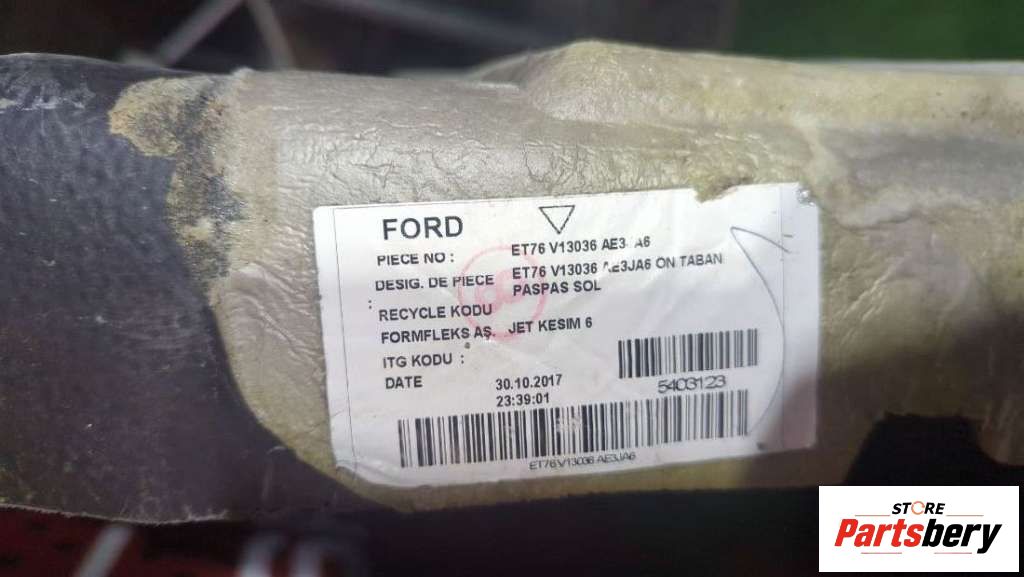 FORD
PIECE NO : ET76 V13036 AE3JA6
DESIG. DE PIECE ET76 V13036 AE3JA6 ON TABAN
PASPAS SOL
: RECYCLE KODU
FORMFLEKS AŞ. JET KESIM 6
ITG KODU :
DATE 30.10.2017
23:39:01
5403123
ET76 V13036 AE3JA6
STORE
Partsbery